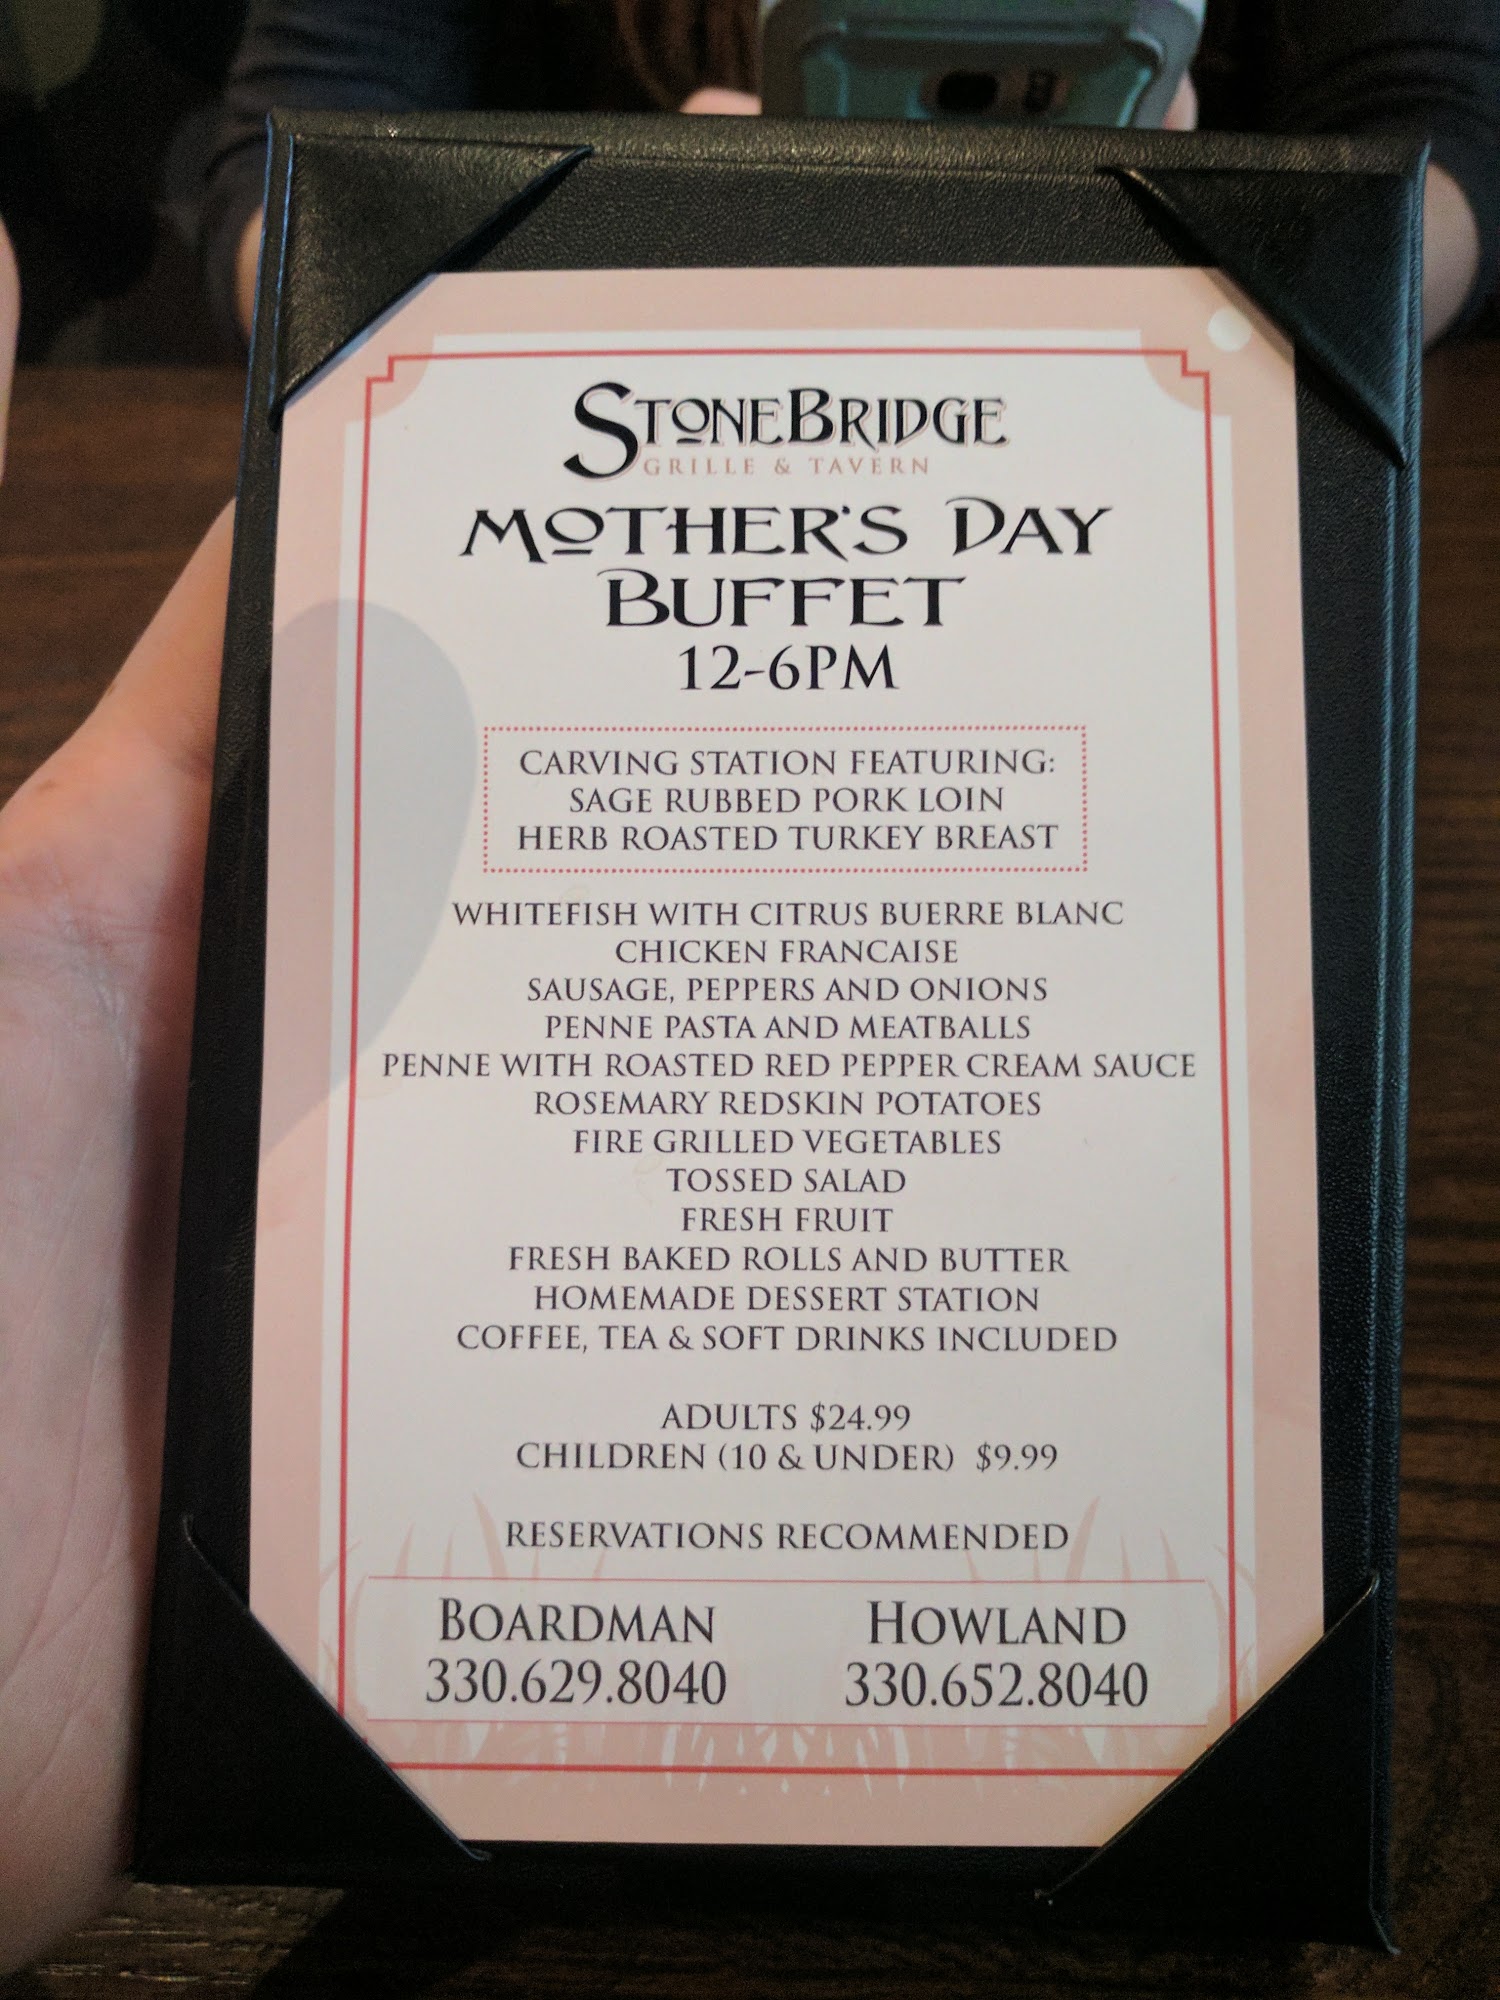 STONEBRIDGE
GRILLE & TAVERN
MOTHER'S DAY
BUFFET
12-6PM
CARVING STATION FEATURING:
SAGE RUBBED PORK LOIN
HERB ROASTED TURKEY BREAST
WHITEFISH WITH CITRUS BUERRE BLANC
CHICKEN FRANCAISE
SAUSAGE, PEPPERS AND ONIONS
PENNE PASTA AND MEATBALLS
PENNE WITH ROASTED RED PEPPER CREAM SAUCE
ROSEMARY REDSKIN POTATOES
FIRE GRILLED VEGETABLES
TOSSED SALAD
FRESH FRUIT
FRESH BAKED ROLLS AND BUTTER
HOMEMADE DESSERT STATION
COFFEE, TEA & SOFT DRINKS INCLUDED
ADULTS $24.99
CHILDREN (10 & UNDER) $9.99
RESERVATIONS RECOMMENDED
BOARDMAN
330.629.8040
HOWLAND
330.652.8040